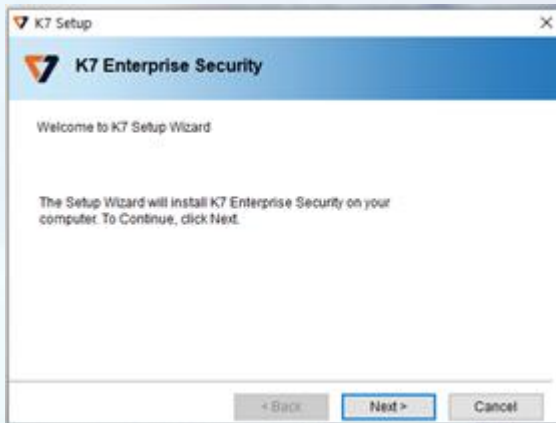 K7 Setup
K7 Enterprise Security
Welcome to K7 Setup Wizard
The Setup Wizard will install K7 Enterprise Security on your
computer. To Continue, click Next.
< Back
Next >
Cancel